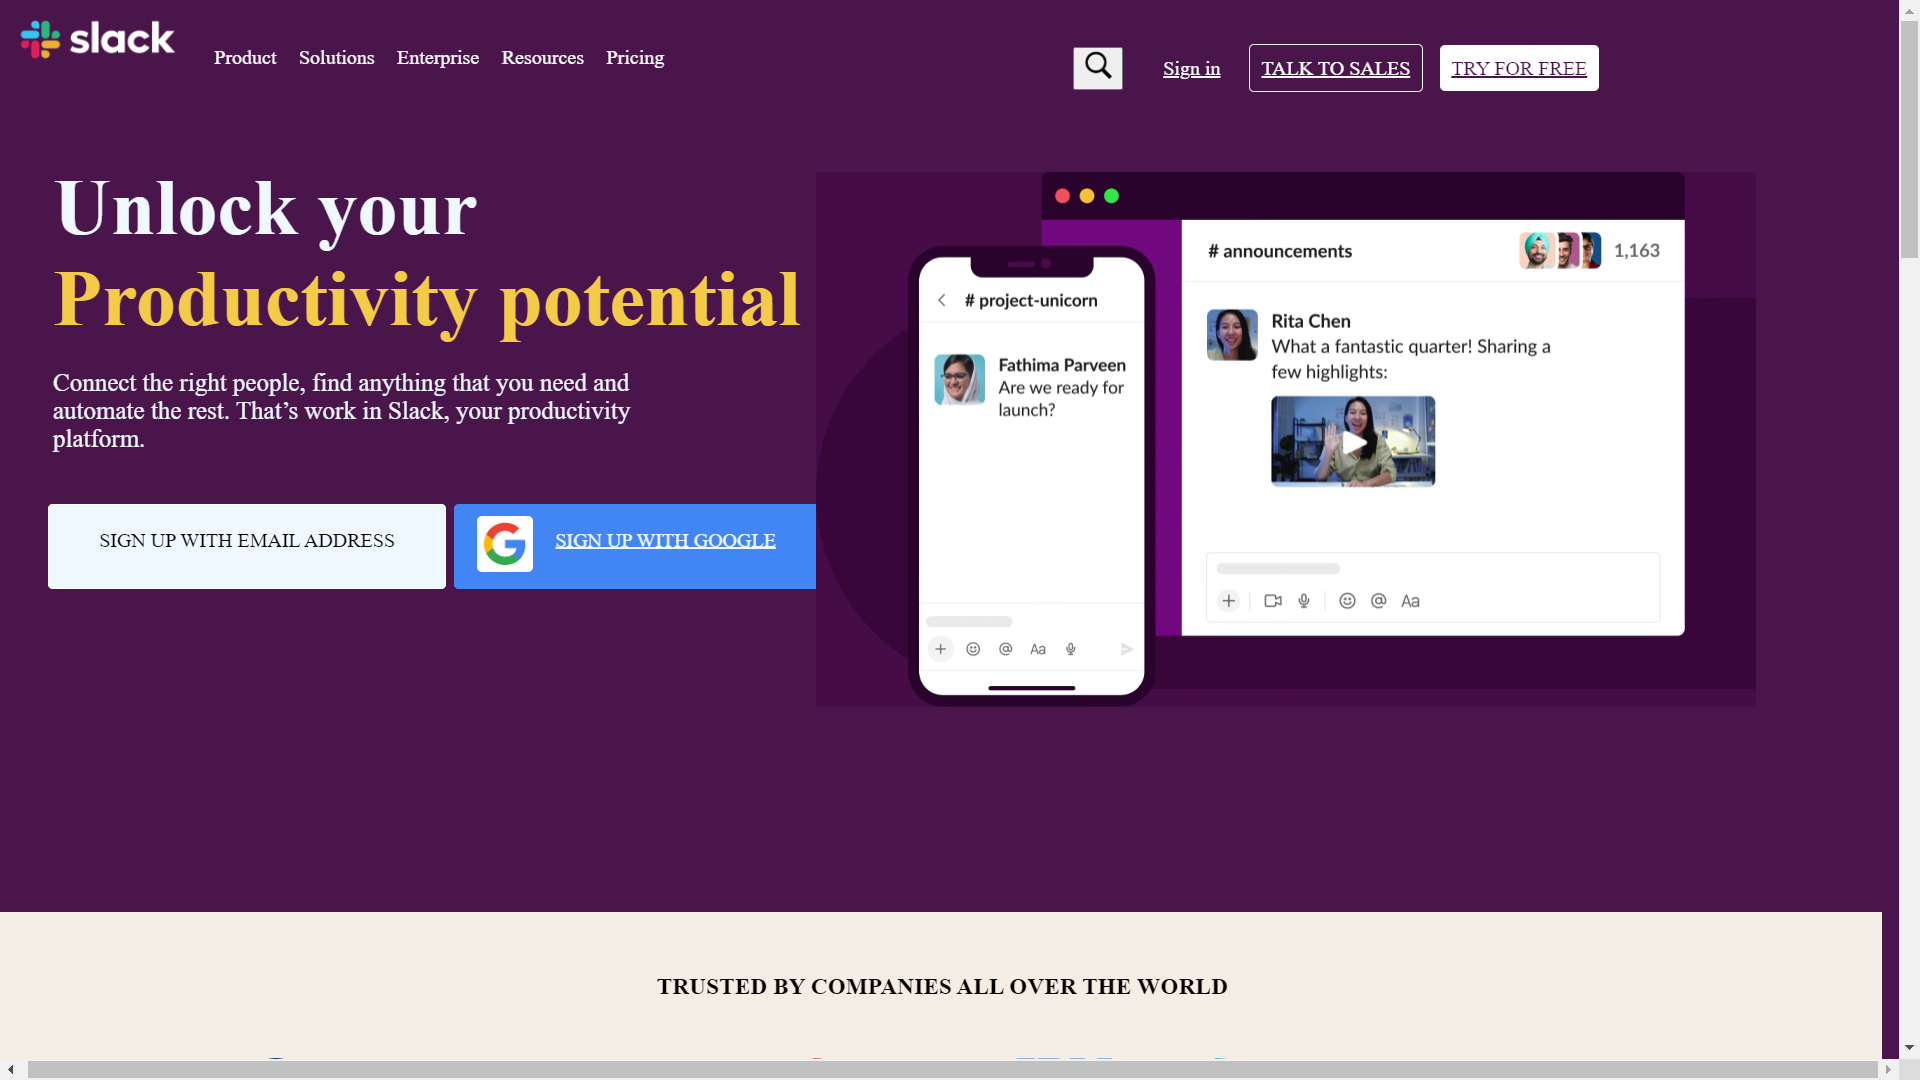 slack
Product Solutions Enterprise Resources Pricing
Sign in TALK TO SALES TRY FOR FREE
Unlock your
Productivity potential
Connect the right people, find anything that you need and
automate the rest. That’s work in Slack, your productivity
platform.
SIGN UP WITH EMAIL ADDRESS
SIGN UP WITH GOOGLE
# project-unicorn
Fathima Parveen
Are we ready for
launch?
Aa
# announcements
1,163
Rita Chen
What a fantastic quarter! Sharing a
few highlights:
Aa
TRUSTED BY COMPANIES ALL OVER THE WORLD